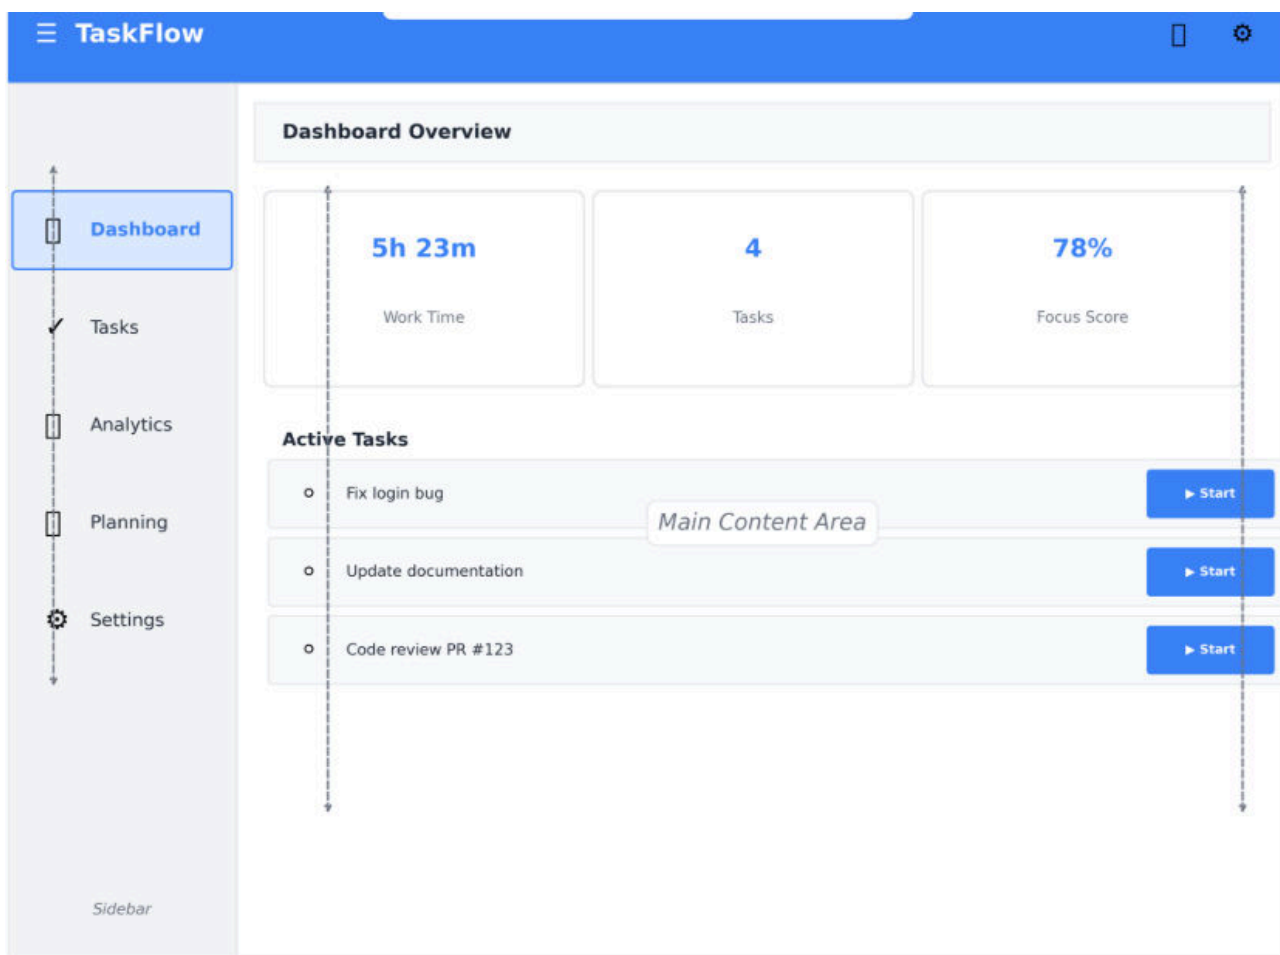 ☰ TaskFlow
Dashboard Overview
Dashboard
Tasks
Analytics
Planning
Settings
Sidebar
5h 23m
Work Time
4
Tasks
78%
Focus Score
Active Tasks
Fix login bug
▶ Start
Main Content Area
Update documentation
▶ Start
Code review PR #123
▶ Start